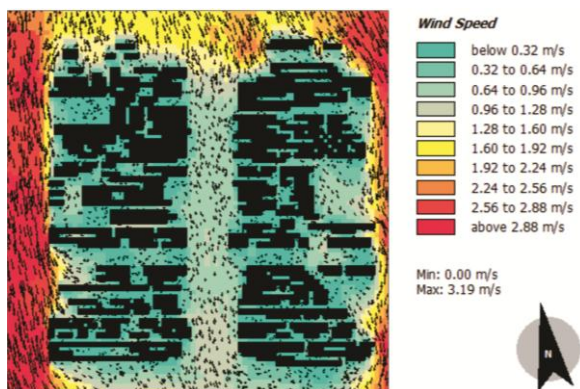 Wind Speed
below 0.32 m/s
0.32 to 0.64 m/s
0.64 to 0.96 m/s
0.96 to 1.28 m/s
1.28 to 1.60 m/s
1.60 to 1.92 m/s
1.92 to 2.24 m/s
2.24 to 2.56 m/s
2.56 to 2.88 m/s
above 2.88 m/s
Min: 0.00 m/s
Max: 3.19 m/s
N